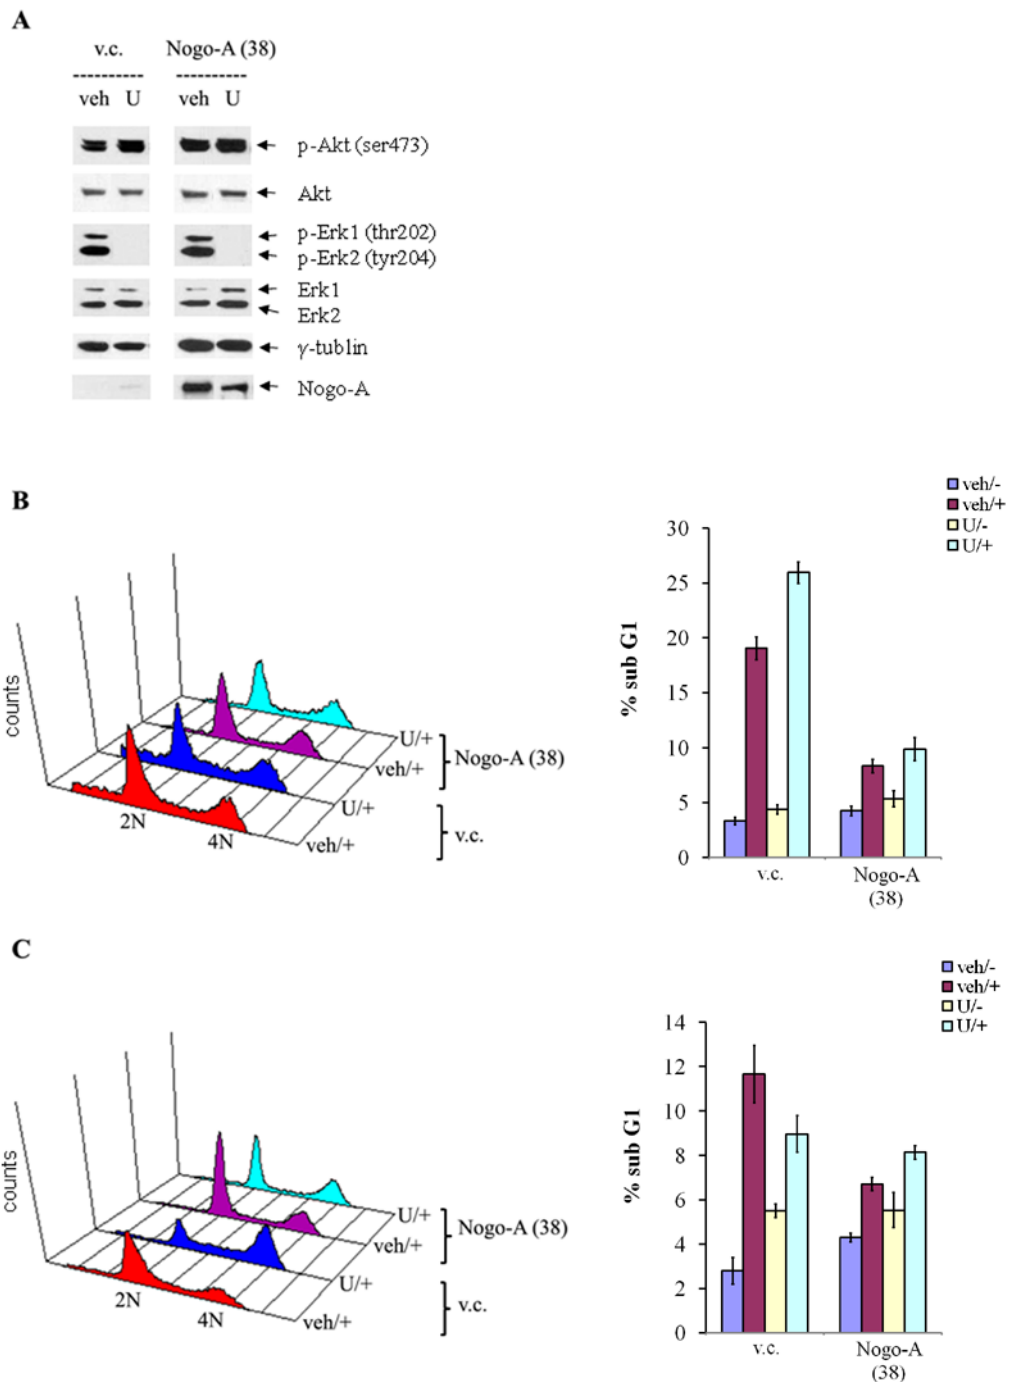 A
v.c. Nogo-A (38)
---------- ----------
veh U veh U
p-Akt (ser473)
Akt
p-Erk1 (thr202)
p-Erk2 (tyr204)
Erk1
Erk2
γ-tublin
Nogo-A
B
counts
2N
4N
U/+
veh/+
Nogo-A (38)
U/+
veh/+
v.c.
veh/-
veh/+
U/-
U/+
% sub G1
30
25
20
15
10
5
0
v.c.
Nogo-A
(38)
C
counts
2N
4N
U/+
veh/+
Nogo-A (38)
U/+
veh/+
v.c.
veh/-
veh/+
U/-
U/+
% sub G1
14
12
10
8
6
4
2
0
v.c.
Nogo-A
(38)